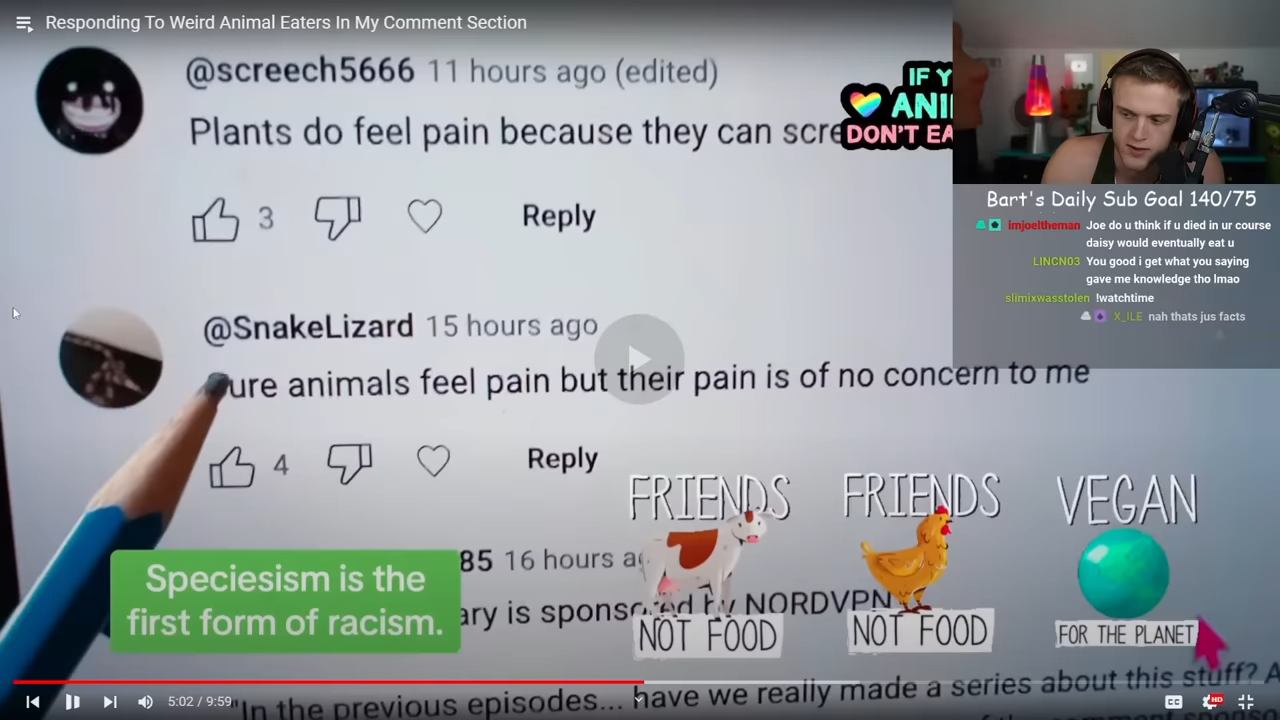 Responding To Weird Animal Eaters In My Comment Section
@screech5666 11 hours ago (edited)
Plants do feel pain because they can scre
IF Y
ANI
DON'T EA
3
Reply
Bart's Daily Sub Goal 140/75
imjoeltheman Joe do u think if u died in ur course
daisy would eventually eat u
LINCN03 You good i get what you saying
gave me knowledge tho lmao
slimixwasstolen !watchtime
X_ILE nah thats jus facts
@SnakeLizard 15 hours ago
ure animals feel pain but their pain is of no concern to me
4
Reply
FRIENDS
NOT FOOD
FRIENDS
NOT FOOD
VEGAN
FOR THE PLANET
85 16 hours a
ary is sponsored by NORDVPN
Speciesism is the
first form of racism.
"In the previous episodes... have we really made a series about this stuff? A
5:02 / 9:59
CC
HD